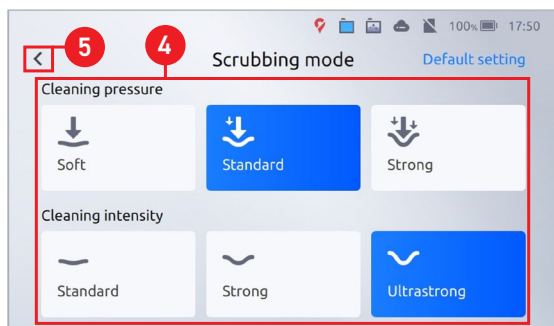 100% 17:50
5 4
< Scrubbing mode Default setting
Cleaning pressure
Soft Standard Strong
Cleaning intensity
Standard Strong Ultrastrong